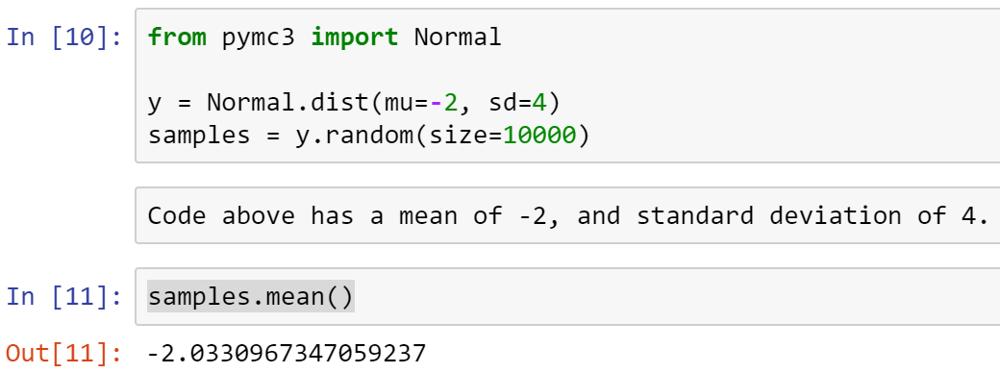 In [10]: from pymc3 import Normal
y = Normal.dist(mu=-2, sd=4)
samples = y.random(size=10000)
Code above has a mean of -2, and standard deviation of 4.
In [11]: samples.mean()
Out[11]: -2.0330967347059237